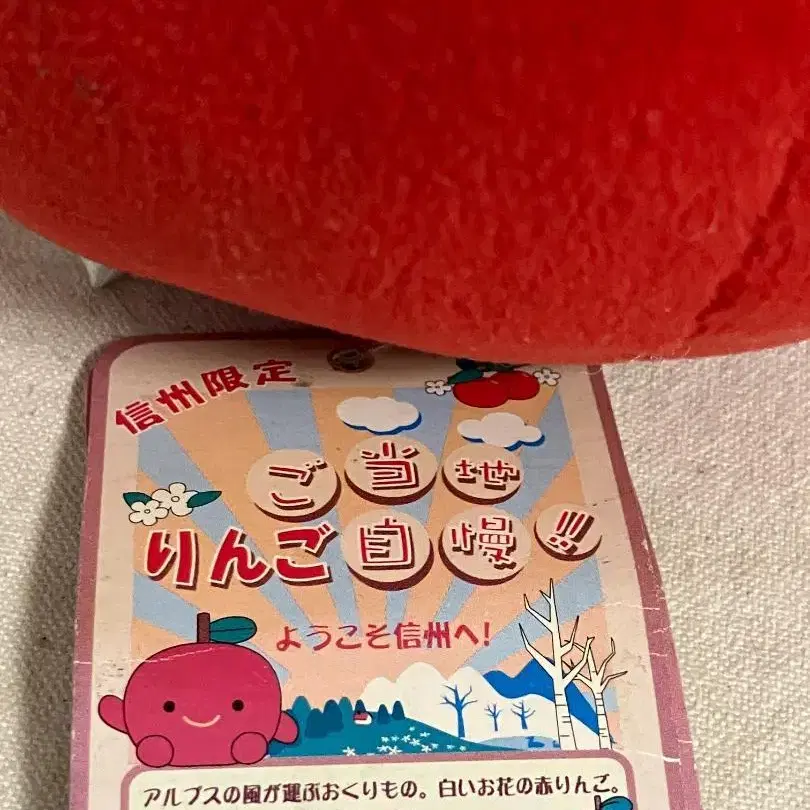 信州限定
ご当地
りんご自慢!!
ようこそ信州へ!
アルプスの風が運ぶおくりもの。白いお花の赤りんご。